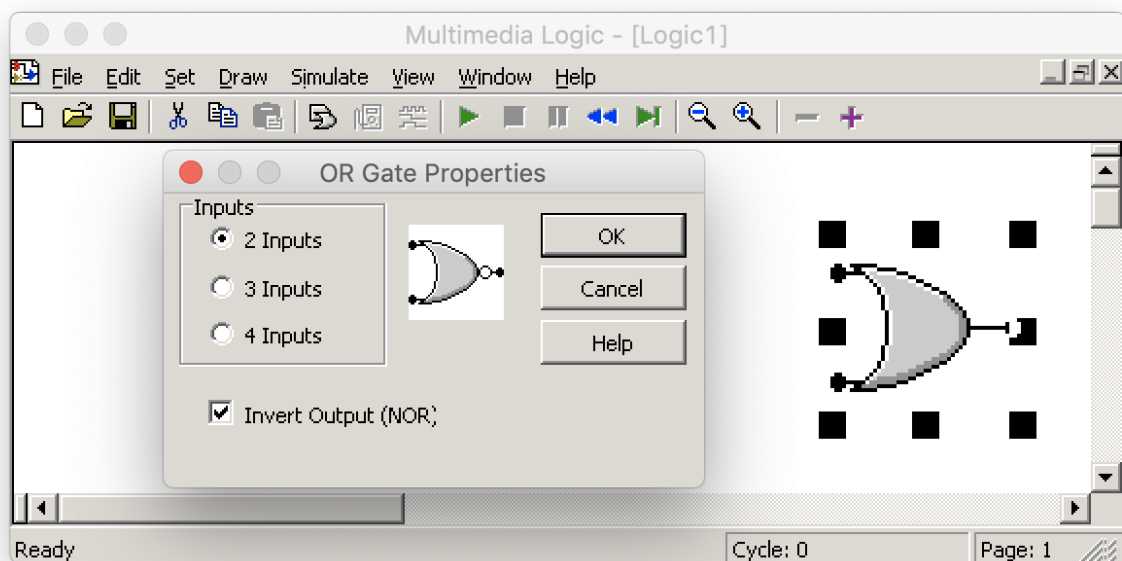 Multimedia Logic - [Logic1]
File Edit Set Draw Simulate View Window Help
OR Gate Properties
Inputs
2 Inputs
3 Inputs
4 Inputs
OK
Cancel
Help
Invert Output (NOR)
Ready
Cycle: 0
Page: 1